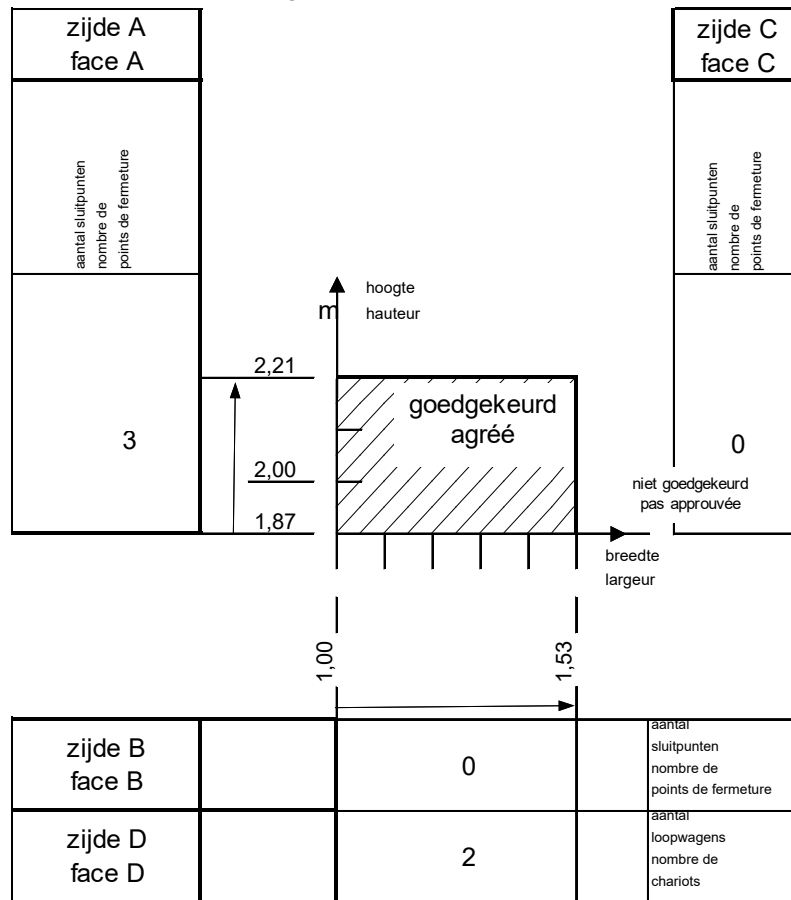 zijde A
face A
zijde C
face C
aantal sluitpunten
nombre de
points de fermeture
aantal sluitpunten
nombre de
points de fermeture
hoogte
m
hauteur
2,21
goedgekeurd
agréé
3
0
2,00
niet goedgekeurd
pas approuvée
1,87
breedte
largeur
1,00
1,53
zijde B
face B
0
aantal
sluitpunten
nombre de
points de fermeture
zijde D
face D
2
aantal
loopwagens
nombre de
chariots